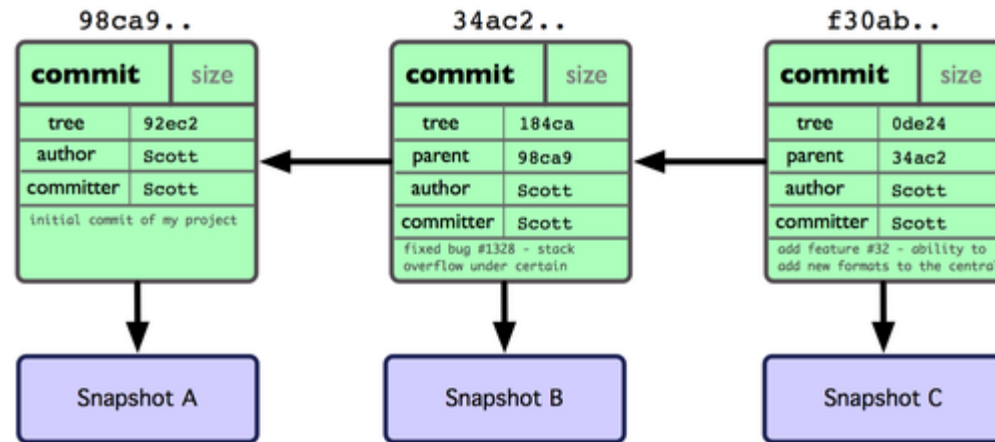 98ca9..
commit size
tree 92ec2
author Scott
committer Scott
initial commit of my project
Snapshot A
34ac2..
commit size
tree 184ca
parent 98ca9
author Scott
committer Scott
fixed bug #1328 - stack
overflow under certain
Snapshot B
f30ab..
commit size
tree 0de24
parent 34ac2
author Scott
committer Scott
add feature #32 - ability to
add new formats to the central
Snapshot C